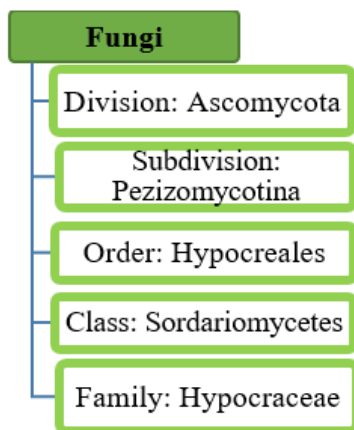 Fungi
Division: Ascomycota
Subdivision:
Pezizomycotina
Order: Hypocreales
Class: Sordariomycetes
Family: Hypocraceae